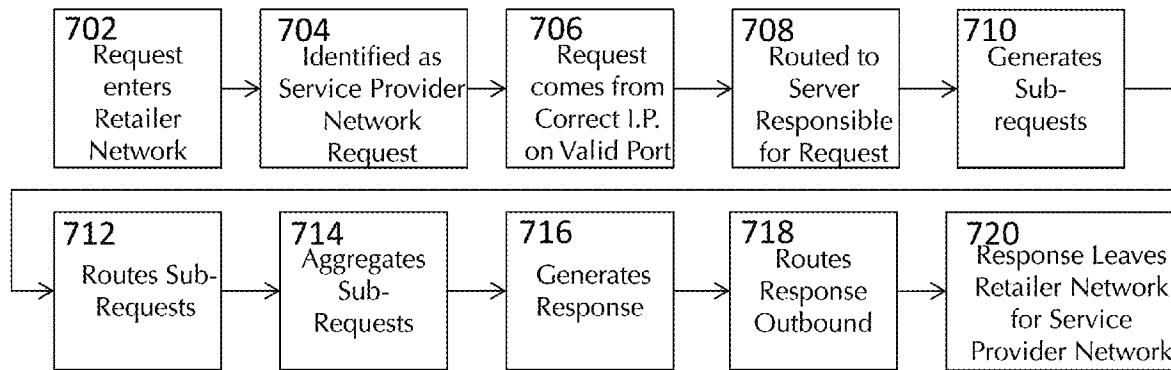 702
Request
enters
Retailer
Network
704
Identified as
Service Provider
Network
Request
706
Request
comes from
Correct I.P.
on Valid Port
708
Routed to
Server
Responsible
for Request
710
Generates
Sub-
requests
712
Routes Sub-
Requests
714
Aggregates
Sub-
Requests
716
Generates
Response
718
Routes
Response
Outbound
720
Response Leaves
Retailer Network
for Service
Provider Network